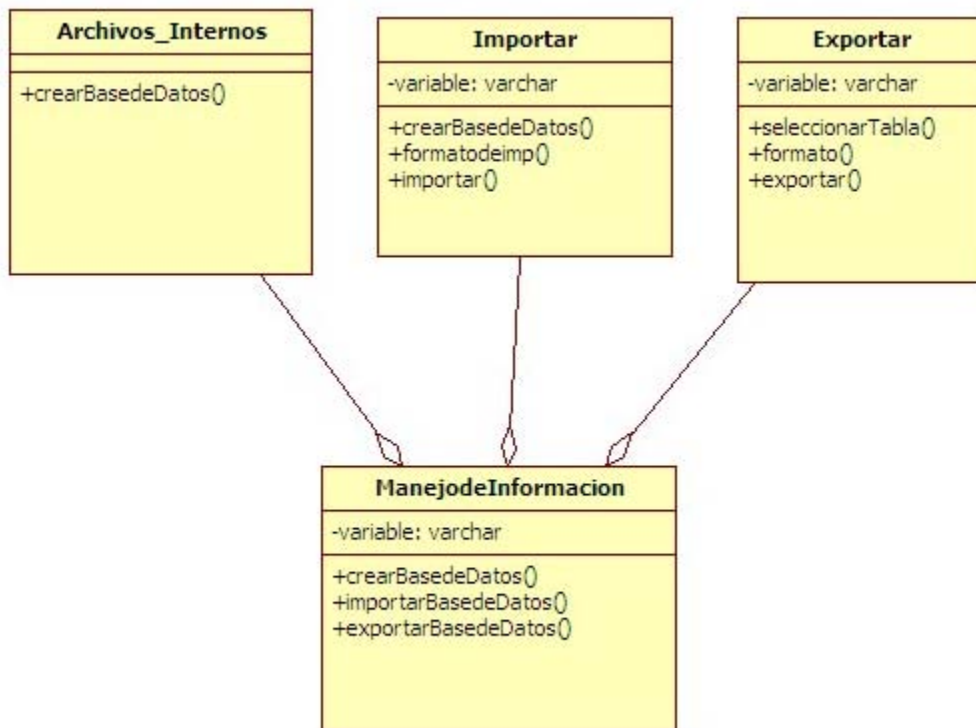 Archivos_Internos
+crearBasedeDatos()
Importar
-variable: varchar
+crearBasedeDatos()
+formatodeimp()
+importar()
Exportar
-variable: varchar
+seleccionarTabla()
+formato()
+exportar()
ManejodeInformacion
-variable: varchar
+crearBasedeDatos()
+importarBasedeDatos()
+exportarBasedeDatos()